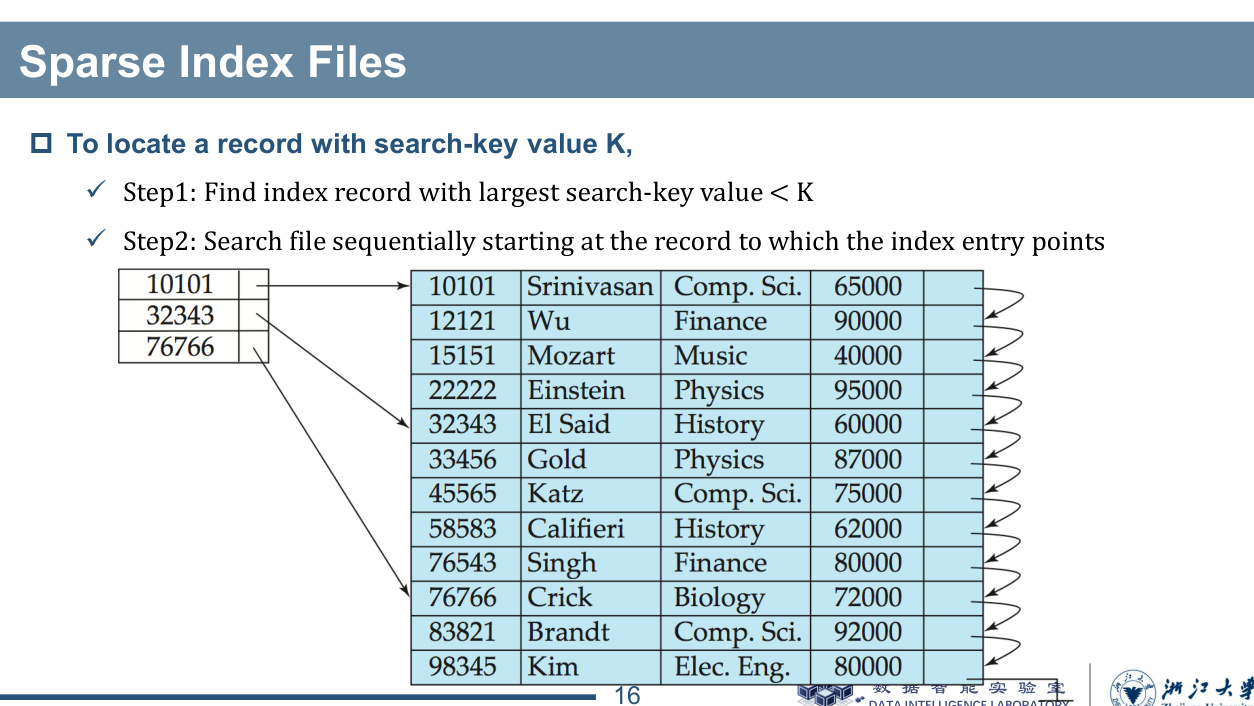 Sparse Index Files
To locate a record with search-key value K,
Step1: Find index record with largest search-key value < K
Step2: Search file sequentially starting at the record to which the index entry points
10101
32343
76766
10101 Srinivasan Comp. Sci. 65000
12121 Wu Finance 90000
15151 Mozart Music 40000
22222 Einstein Physics 95000
32343 El Said History 60000
33456 Gold Physics 87000
45565 Katz Comp. Sci. 75000
58583 Califieri History 62000
76543 Singh Finance 80000
76766 Crick Biology 72000
83821 Brandt Comp. Sci. 92000
98345 Kim Elec. Eng. 80000
16
数据智能实验室
DATA INTELLIGENCE LABORATORY
浙江大学